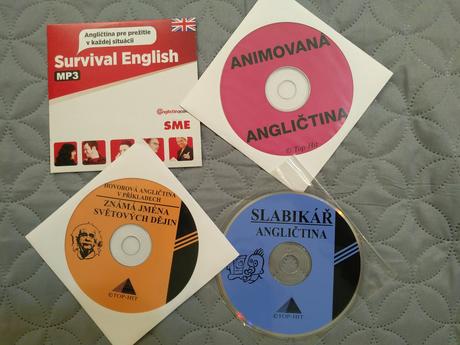 Angličtina pre prežitie
v každej situácii
Survival English
MP3
SME
ANIMOVANÁ
ANGLIČTINA
© Top-Hit
HOVOROVÁ ANGLIČTINA
V PŘÍKLADECH
ZNÁMÁ JMÉNA
SVĚTOVÝCH DĚJIN
©TOP-HIT
SLABIKÁŘ
ANGLIČTINA
©TOP-HIT